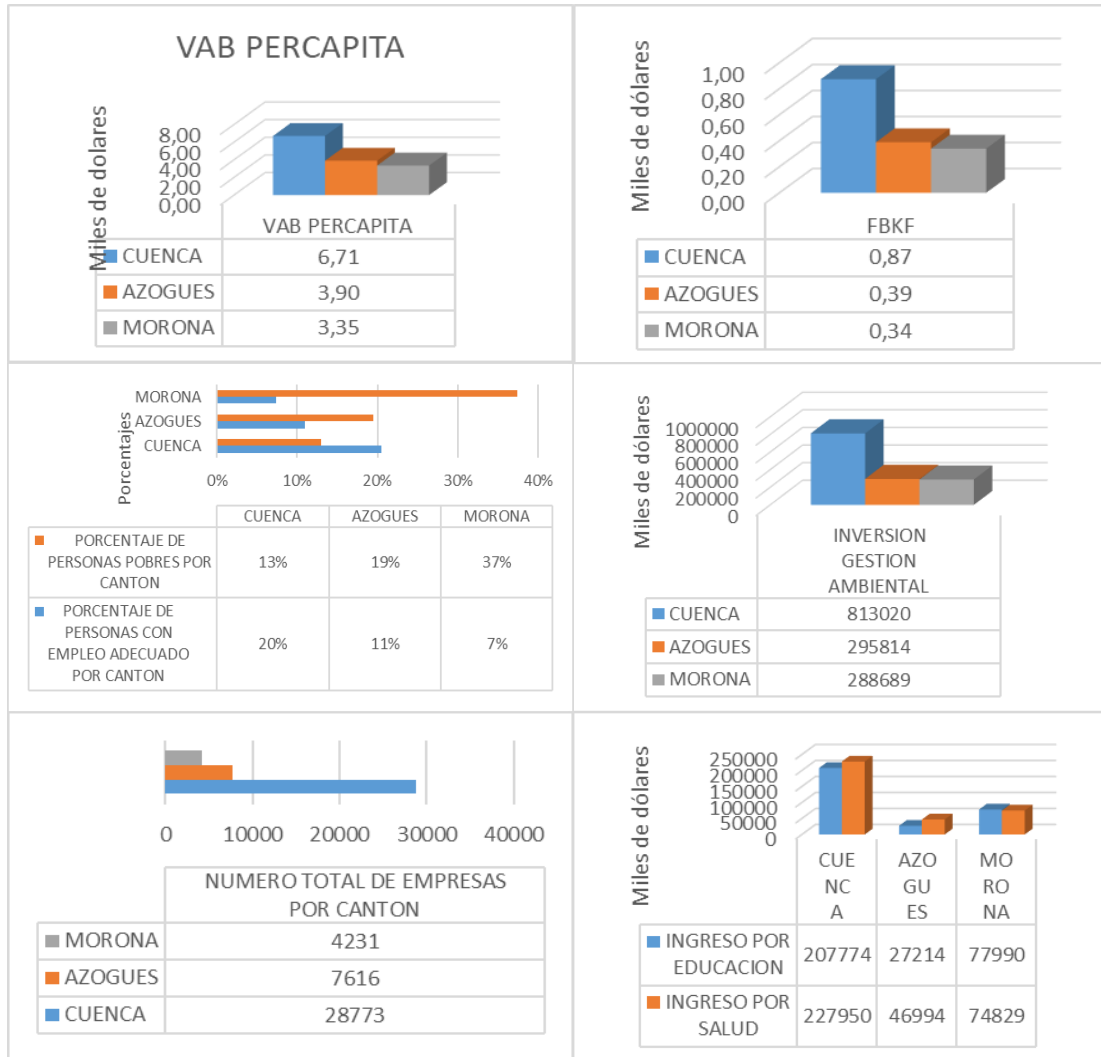 VAB PERCAPITA
Miles de dolares
8,00
6,00
4,00
2,00
0,00
VAB PERCAPITA
CUENCA 6,71
AZOGUES 3,90
MORONA 3,35
Miles de dólares
1,00
0,80
0,60
0,40
0,20
0,00
FBKF
CUENCA 0,87
AZOGUES 0,39
MORONA 0,34
Porcentajes
MORONA
AZOGUES
CUENCA
0% 10% 20% 30% 40%
CUENCA AZOGUES MORONA
PORCENTAJE DE
PERSONAS POBRES POR
CANTON
13% 19% 37%
PORCENTAJE DE
PERSONAS CON
EMPLEO ADECUADO
POR CANTON
20% 11% 7%
Miles de dólares
1000000
800000
600000
400000
200000
0
INVERSION
GESTION
AMBIENTAL
CUENCA 813020
AZOGUES 295814
MORONA 288689
0 10000 20000 30000 40000
NUMERO TOTAL DE EMPRESAS
POR CANTON
MORONA 4231
AZOGUES 7616
CUENCA 28773
Miles de dólares
250000
200000
150000
100000
50000
0
CUE
NC
A
AZO
GU
ES
MO
RO
NA
INGRESO POR
EDUCACION
207774 27214 77990
INGRESO POR
SALUD
227950 46994 74829